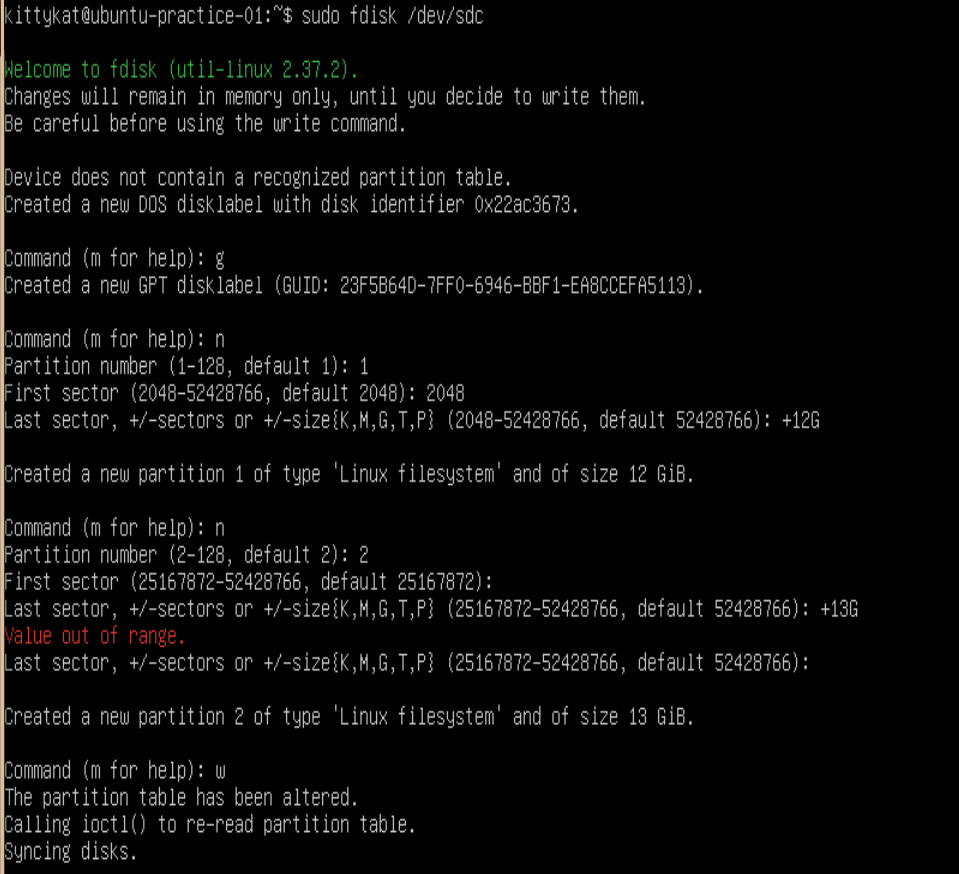 kittykat@ubuntu-practice-01:~$ sudo fdisk /dev/sdc
Welcome to fdisk (util-linux 2.37.2).
Changes will remain in memory only, until you decide to write them.
Be careful before using the write command.
Device does not contain a recognized partition table.
Created a new DOS disklabel with disk identifier 0x22ac3673.
Command (m for help): g
Created a new GPT disklabel (GUID: 23F5B64D-7FF0-6946-BBF1-EA8CCEFA5113).
Command (m for help): n
Partition number (1-128, default 1): 1
First sector (2048-52428766, default 2048): 2048
Last sector, +/-sectors or +/-size{K,M,G,T,P} (2048-52428766, default 52428766): +12G
Created a new partition 1 of type 'Linux filesystem' and of size 12 GiB.
Command (m for help): n
Partition number (2-128, default 2): 2
First sector (25167872-52428766, default 25167872):
Last sector, +/-sectors or +/-size{K,M,G,T,P} (25167872-52428766, default 52428766): +13G
Value out of range.
Last sector, +/-sectors or +/-size{K,M,G,T,P} (25167872-52428766, default 52428766):
Created a new partition 2 of type 'Linux filesystem' and of size 13 GiB.
Command (m for help): w
The partition table has been altered.
Calling ioctl() to re-read partition table.
Syncing disks.